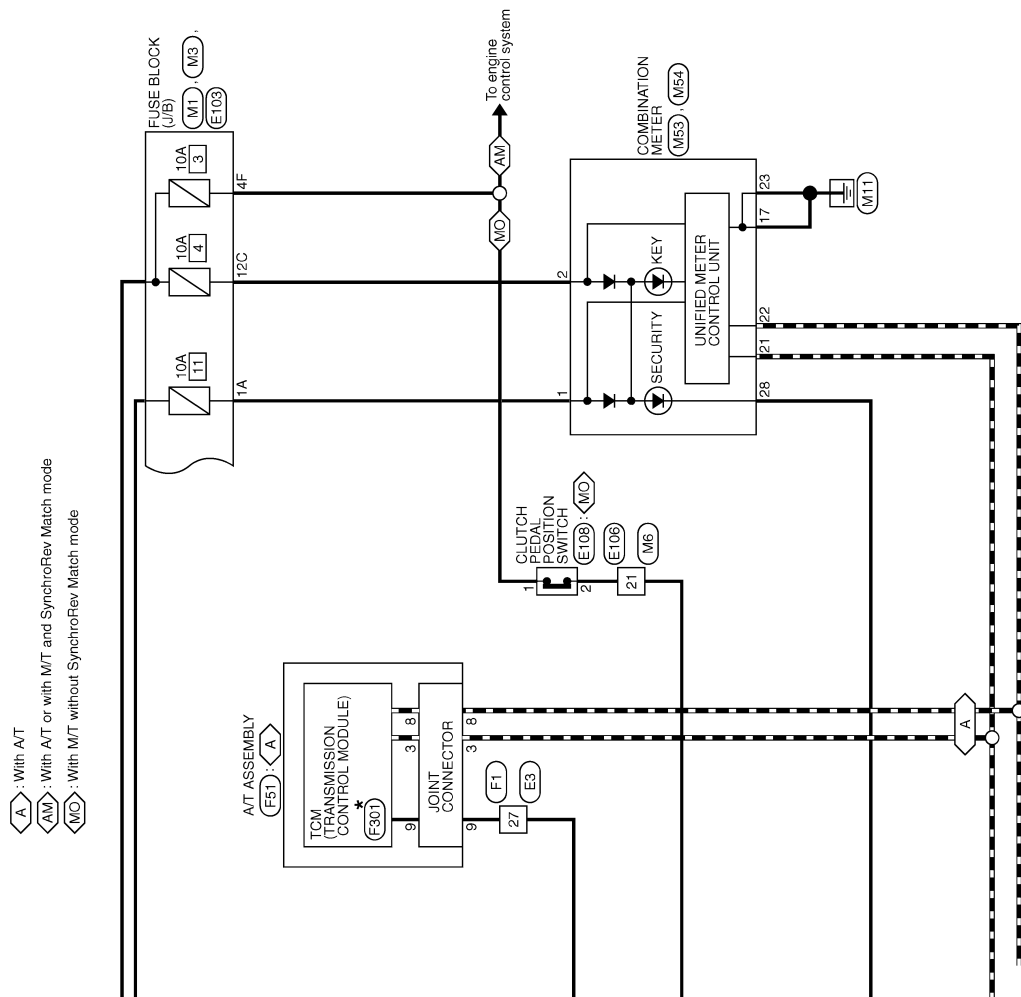 A : With A/T
AM : With A/T or with M/T and SynchroRev Match mode
MO : With M/T without SynchroRev Match mode
FUSE BLOCK
(J/B)
M1 , M3 ,
E103
10A
3
10A
4
10A
11
4F
12C
1A
To engine
control system
AM
MO
COMBINATION
METER
M53 , M54
2
1
KEY
SECURITY
UNIFIED METER
CONTROL UNIT
23
17
22
21
28
M11
CLUTCH
PEDAL
POSITION
SWITCH
E108 : MO
1
2
E106
21
M6
A/T ASSEMBLY
F51 : A
TCM
(TRANSMISSION
CONTROL MODULE)
*
F301
8
3
9
JOINT
CONNECTOR
8
3
9
F1
27
E3
A